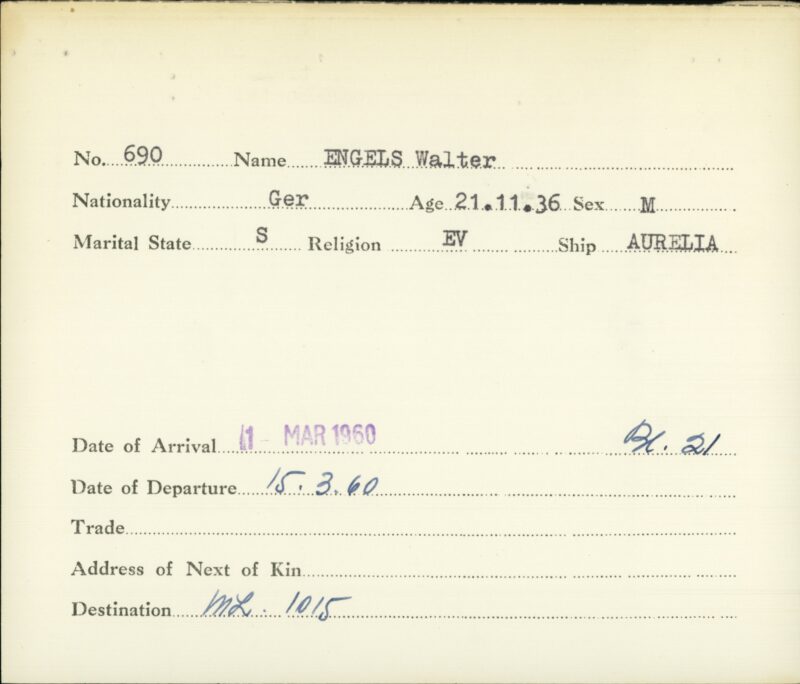 No. 690 Name ENGELS Walter
Nationality Ger Age 21.11.36 Sex M
Marital State S Religion EV Ship AURELIA
Date of Arrival 1 - MAR 1960 Bl. 21
Date of Departure 15.3.60
Trade
Address of Next of Kin
Destination ML. 1015